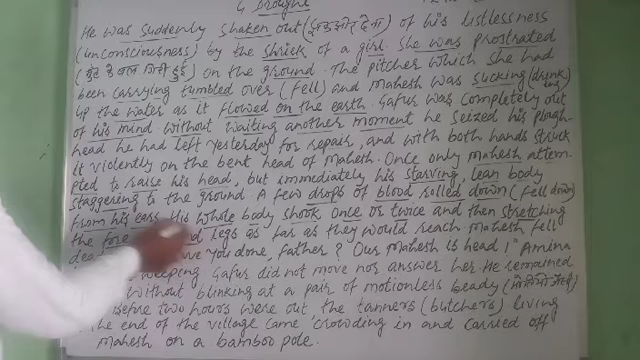 Drought
He was suddenly shaken out (झकझोर देना) of his listlessness
(unconsciousness) by the shrick of a girl. She was prostrated
(मुँह के बल गिरी हुई) on the ground. The pitcher which she had
been carrying tumbled over (fell) and Mahesh was sucking (drinking)
up the water as it flowed on the earth. Gafur was completely out
of his mind without waiting another moment he seized his plough-
head he had left yesterday for repair, and with both hands struck
it violently on the bent head of Mahesh. Once only Mahesh attem-
pted to raise his head, but immediately his starving, lean body
staggering to the ground A few drops of blood rolled down (fell down)
from his ears. His whole body shook once or twice and then stretching
the fore legs as far as they would reach Mahesh fell
you done, father? Our Mahesh is head!" Amina
weeping Gafur did not move nor answer her. He remained
without blinking at a pair of motionless beady
Before two hours were out the tanners (butchers) living
the end of the village came crowding in and carried off
Mahesh on a bamboo pole.